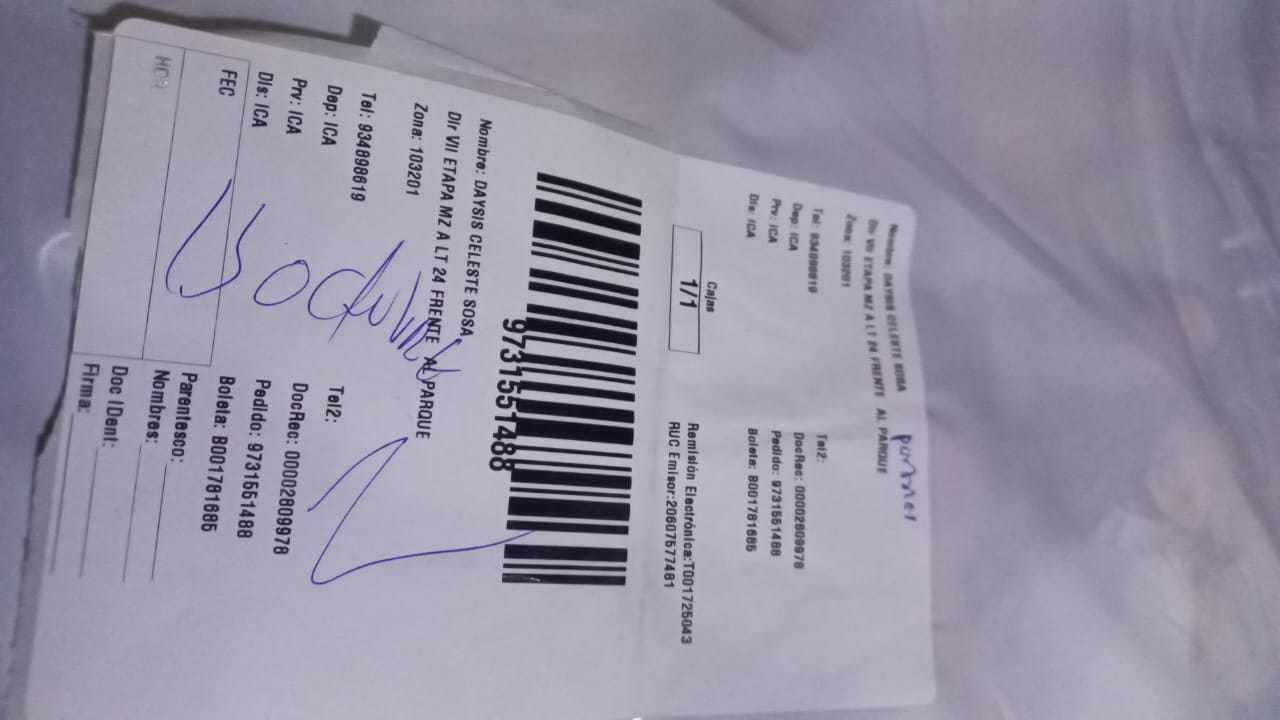 Nombre: DAYSIS CELESTE SOSA
Dir VII ETAPA MZ A LT 24 FRENTE AL PARQUE
Zona: 103201
Tel: 934898619 Tel2:
Dep: ICA DocRec: 00002809978
Prv: ICA Pedido: 9731551488
Dis: ICA Boleta: B001781685
Cajas
1/1
Remisión Electrónica:T001725043
RUC Emisor:20607577481
9731551488
Nombre: DAYSIS CELESTE SOSA
Dir VII ETAPA MZ A LT 24 FRENTE AL PARQUE
Zona: 103201
Tel: 934898619 Tel2:
Dep: ICA DocRec: 00002809978
Prv: ICA Pedido: 9731551488
Dis: ICA Boleta: B001781685
FEC Parentesco:
HOR Nombres:
Doc IDent:
Firma: